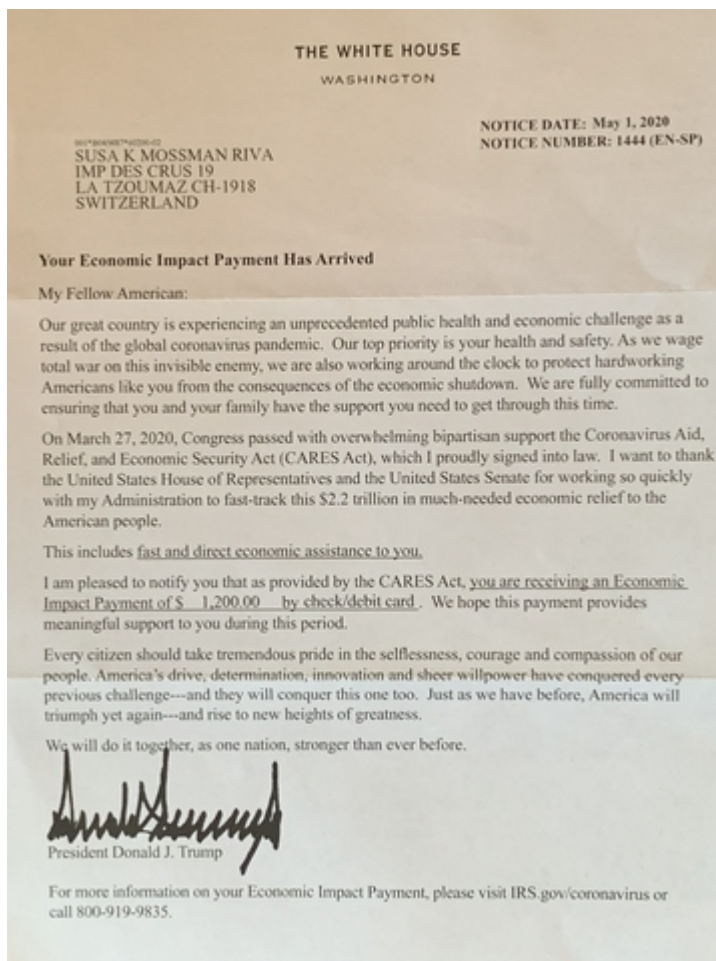 THE WHITE HOUSE
WASHINGTON
NOTICE DATE: May 1, 2020
NOTICE NUMBER: 1444 (EN-SP)
SUSA K MOSSMAN RIVA
IMP DES CRUS 19
LA TZOUMAZ CH-1918
SWITZERLAND
Your Economic Impact Payment Has Arrived
My Fellow American:
Our great country is experiencing an unprecedented public health and economic challenge as a
result of the global coronavirus pandemic. Our top priority is your health and safety. As we wage
total war on this invisible enemy, we are also working around the clock to protect hardworking
Americans like you from the consequences of the economic shutdown. We are fully committed to
ensuring that you and your family have the support you need to get through this time.
On March 27, 2020, Congress passed with overwhelming bipartisan support the Coronavirus Aid,
Relief, and Economic Security Act (CARES Act), which I proudly signed into law. I want to thank
the United States House of Representatives and the United States Senate for working so quickly
with my Administration to fast-track this $2.2 trillion in much-needed economic relief to the
American people.
This includes fast and direct economic assistance to you.
I am pleased to notify you that as provided by the CARES Act, you are receiving an Economic
Impact Payment of $ 1,200.00 by check/debit card . We hope this payment provides
meaningful support to you during this period.
Every citizen should take tremendous pride in the selflessness, courage and compassion of our
people. America's drive, determination, innovation and sheer willpower have conquered every
previous challenge---and they will conquer this one too. Just as we have before, America will
triumph yet again---and rise to new heights of greatness.
We will do it together, as one nation, stronger than ever before.
President Donald J. Trump
For more information on your Economic Impact Payment, please visit IRS.gov/coronavirus or
call 800-919-9835.